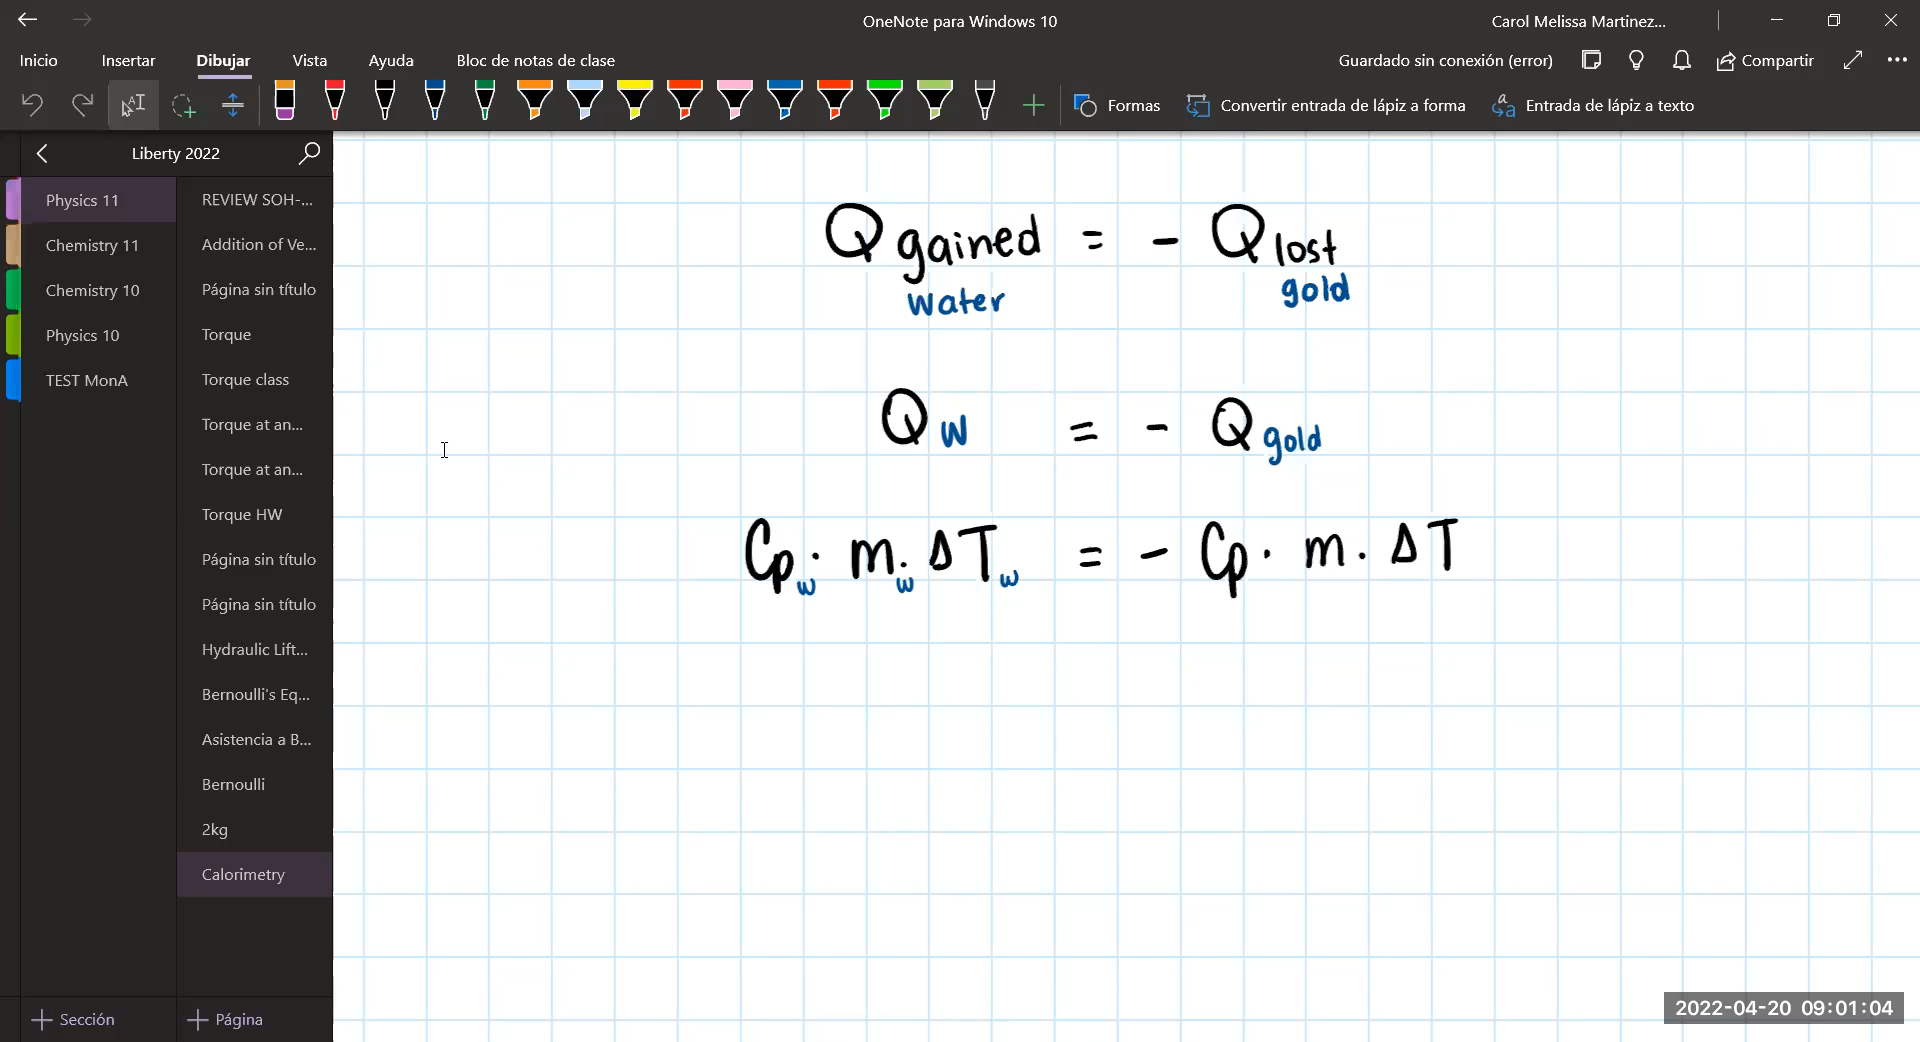 OneNote para Windows 10
Carol Melissa Martinez...
Inicio Insertar Dibujar Vista Ayuda Bloc de notas de clase
Guardado sin conexión (error) Compartir
Formas Convertir entrada de lápiz a forma Entrada de lápiz a texto
Liberty 2022
Physics 11
Chemistry 11
Chemistry 10
Physics 10
TEST MonA
REVIEW SOH-...
Addition of Ve...
Página sin título
Torque
Torque class
Torque at an...
Torque at an...
Torque HW
Página sin título
Página sin título
Hydraulic Lift...
Bernoulli's Eq...
Asistencia a B...
Bernoulli
2kg
Calorimetry
Sección
Página
Q gained = - Q lost
water gold
Q w = - Q gold
Cp w · m w · ΔT w = - Cp · m · ΔT
2022-04-20 09:01:04